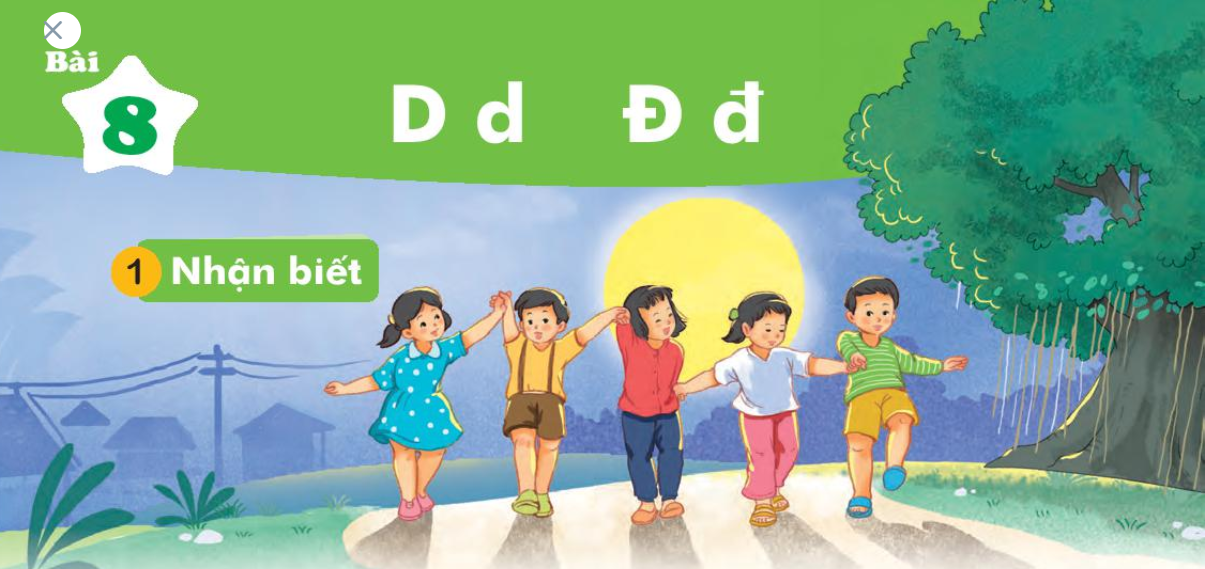 Bài
8
D d Đ đ
1 Nhận biết